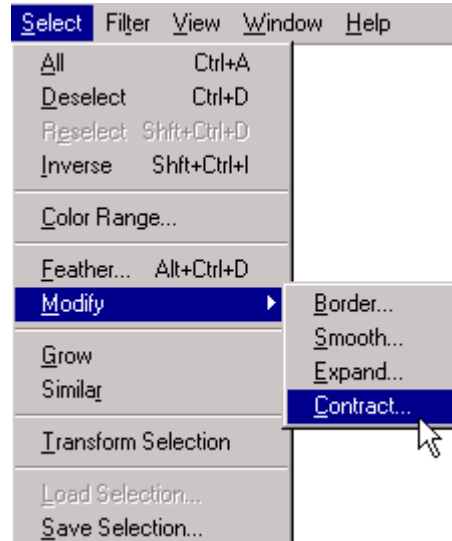 Select Filter View Window Help
All Ctrl+A
Deselect Ctrl+D
Reselect Shft+Ctrl+D
Inverse Shft+Ctrl+I
Color Range...
Feather... Alt+Ctrl+D
Modify
Border...
Smooth...
Expand...
Contract...
Grow
Similar
Transform Selection
Load Selection...
Save Selection...